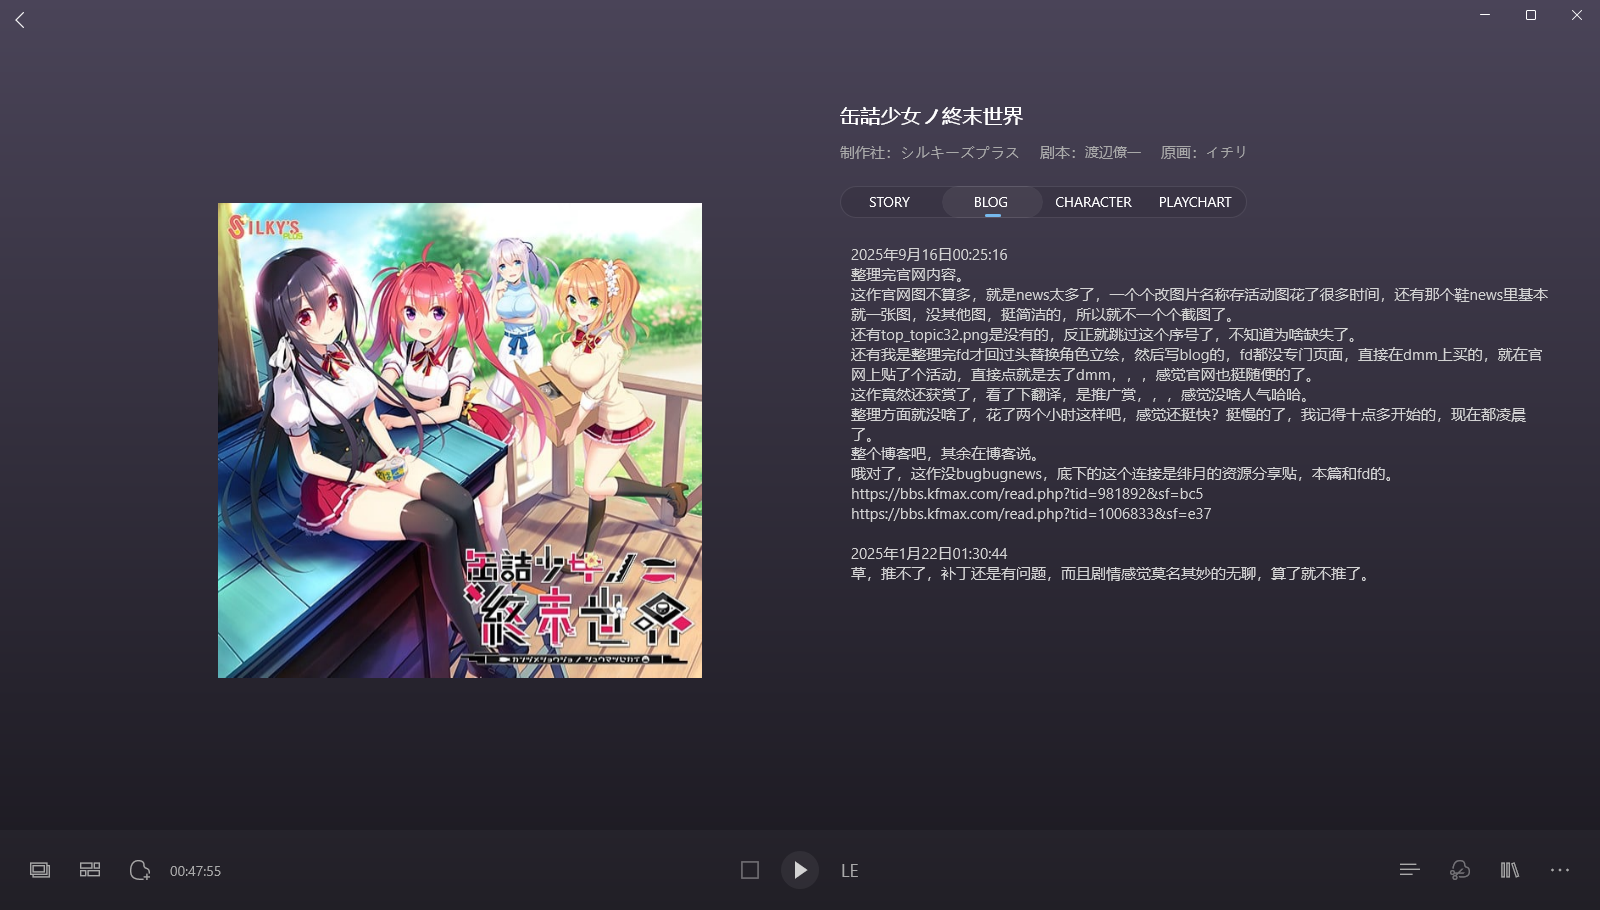 缶詰少女ノ終末世界
制作社：シルキーズプラス 剧本：渡辺僚一 原画：イチリ
STORY BLOG CHARACTER PLAYCHART
2025年9月16日00:25:16
整理完官网内容。
这作官网图不算多，就是news太多了，一个个改图片名称存活动图花了很多时间，还有那个鞋news里基本
就一张图，没其他图，挺简洁的，所以就不一个个截图了。
还有top_topic32.png是没有的，反正就跳过这个序号了，不知道为啥缺失了。
还有我是整理完fd才回过头替换角色立绘，然后写blog的，fd都没专门页面，直接在dmm上买的，就在官
网上贴了个活动，直接点就是去了dmm，，，感觉官网也挺随便的了。
这作竟然还获赏了，看了下翻译，是推广赏，，，感觉没啥人气哈哈。
整理方面就没啥了，花了两个小时这样吧，感觉还挺快？挺慢的了，我记得十点多开始的，现在都凌晨
了。
整个博客吧，其余在博客说。
哦对了，这作没bugbugnews，底下的这个连接是绯月的资源分享贴，本篇和fd的。
https://bbs.kfmax.com/read.php?tid=981892&sf=bc5
https://bbs.kfmax.com/read.php?tid=1006833&sf=e37
2025年1月22日01:30:44
草，推不了，补丁还是有问题，而且剧情感觉莫名其妙的无聊，算了就不推了。
SILKY'S
PLUS
缶詰少女ノ
終末世界
カンヅメショウジョノ シュウマツセカイ
00:47:55
LE